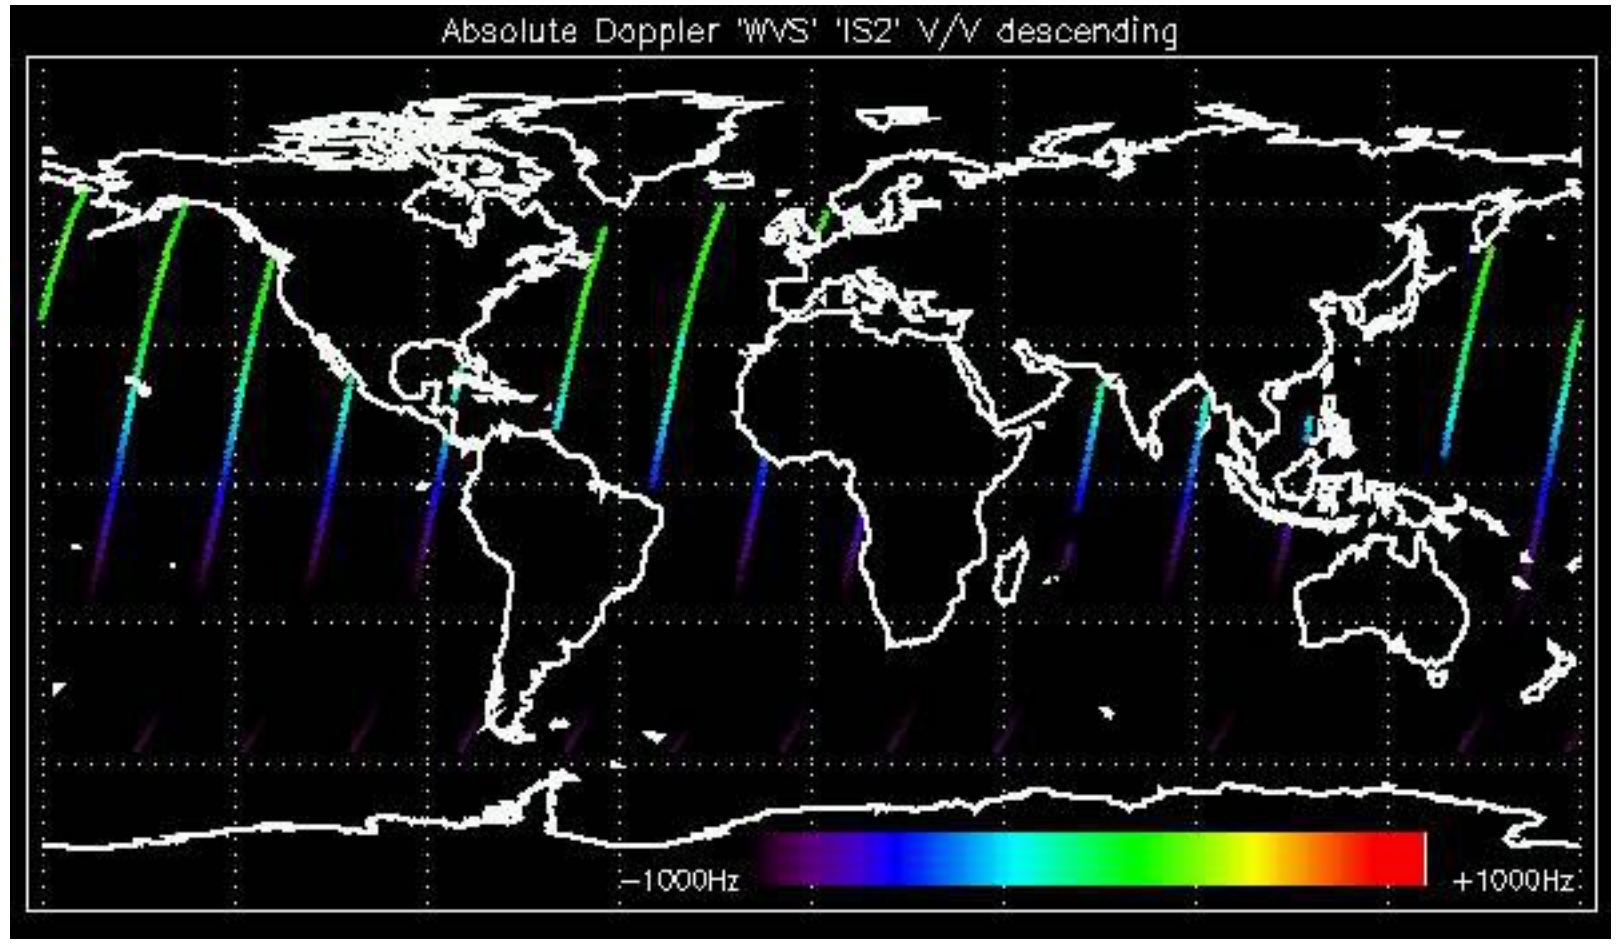 Absolute Doppler 'WVS' 'IS2' V/V descending
−1000Hz
+1000Hz